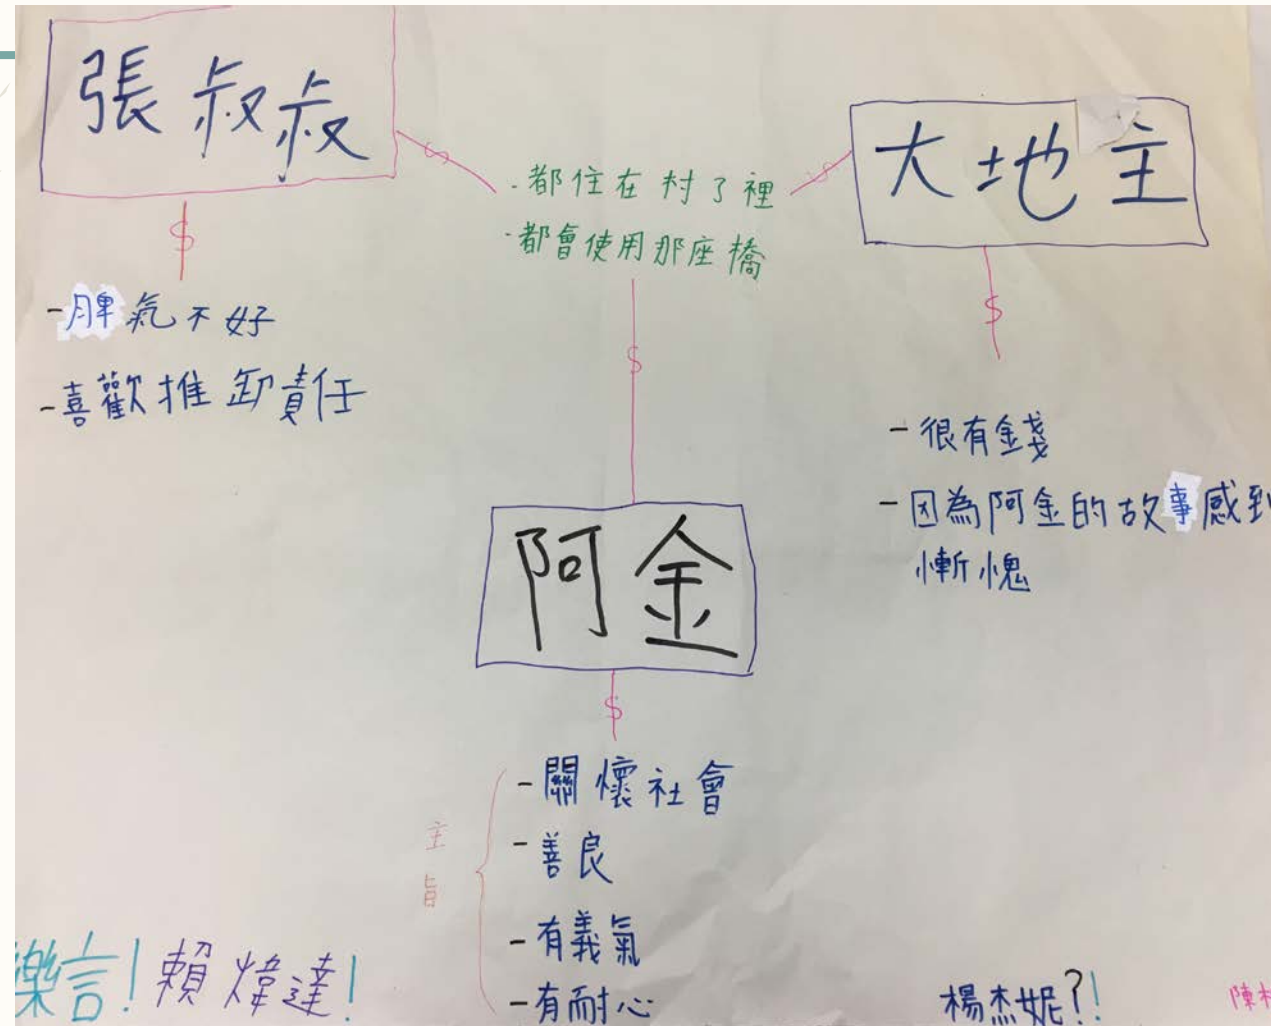 張叔叔
大地主
·都住在村了裡
·都會使用那座橋
-脾氣不好
-喜歡推卸責任
-很有金錢
-因為阿金的故事感到
慚愧
阿金
主旨
-關懷社會
-善良
-有義氣
-有耐心
樂言!
賴煒達!
楊杰妮?!
陳